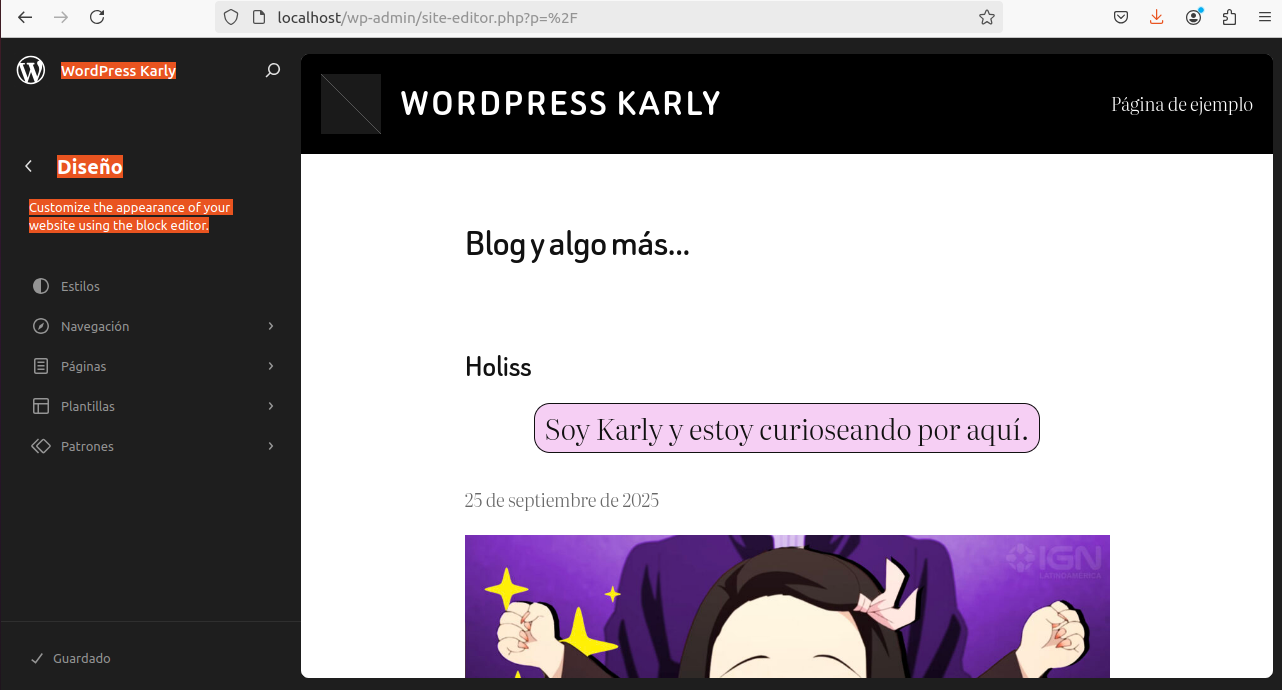 localhost/wp-admin/site-editor.php?p=%2F
WordPress Karly
Diseño
Customize the appearance of your
website using the block editor.
Estilos
Navegación
Páginas
Plantillas
Patrones
Guardado
WORDPRESS KARLY
Página de ejemplo
Blog y algo más...
Holiss
Soy Karly y estoy curioseando por aquí.
25 de septiembre de 2025
IGN
LATINOAMÉRICA